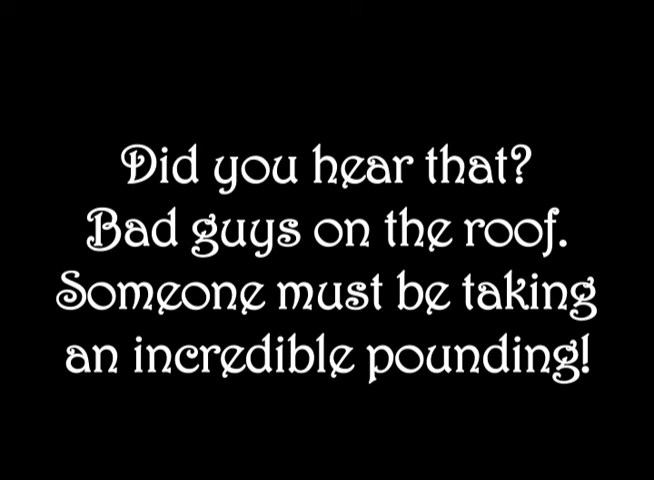 Did you hear that?
Bad guys on the roof.
Someone must be taking
an incredible pounding!